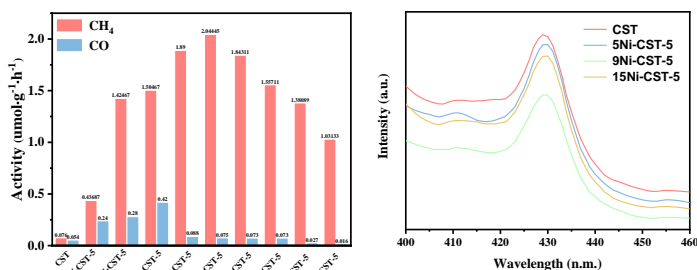 CH4
CO
Activity (umol·g⁻¹·h⁻¹)
2.0
1.5
1.0
0.5
0.0
0.076
0.054
0.43687
0.24
1.42467
0.28
1.50467
0.42
1.89
0.088
2.04445
0.075
1.84311
0.073
1.55711
0.073
1.38889
0.027
1.03133
0.016
CST
CST-5
CST-5
CST-5
CST-5
CST-5
CST-5
CST-5
CST-5
CST-5
Intensity (a.u.)
CST
5Ni-CST-5
9Ni-CST-5
15Ni-CST-5
400 410 420 430 440 450 460
Wavelength (n.m.)